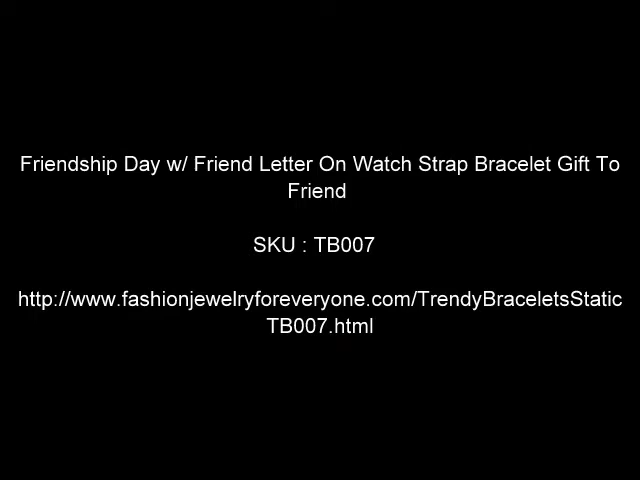 Friendship Day w/ Friend Letter On Watch Strap Bracelet Gift To
Friend
SKU : TB007
http://www.fashionjewelryforeveryone.com/TrendyBraceletsStatic
TB007.html